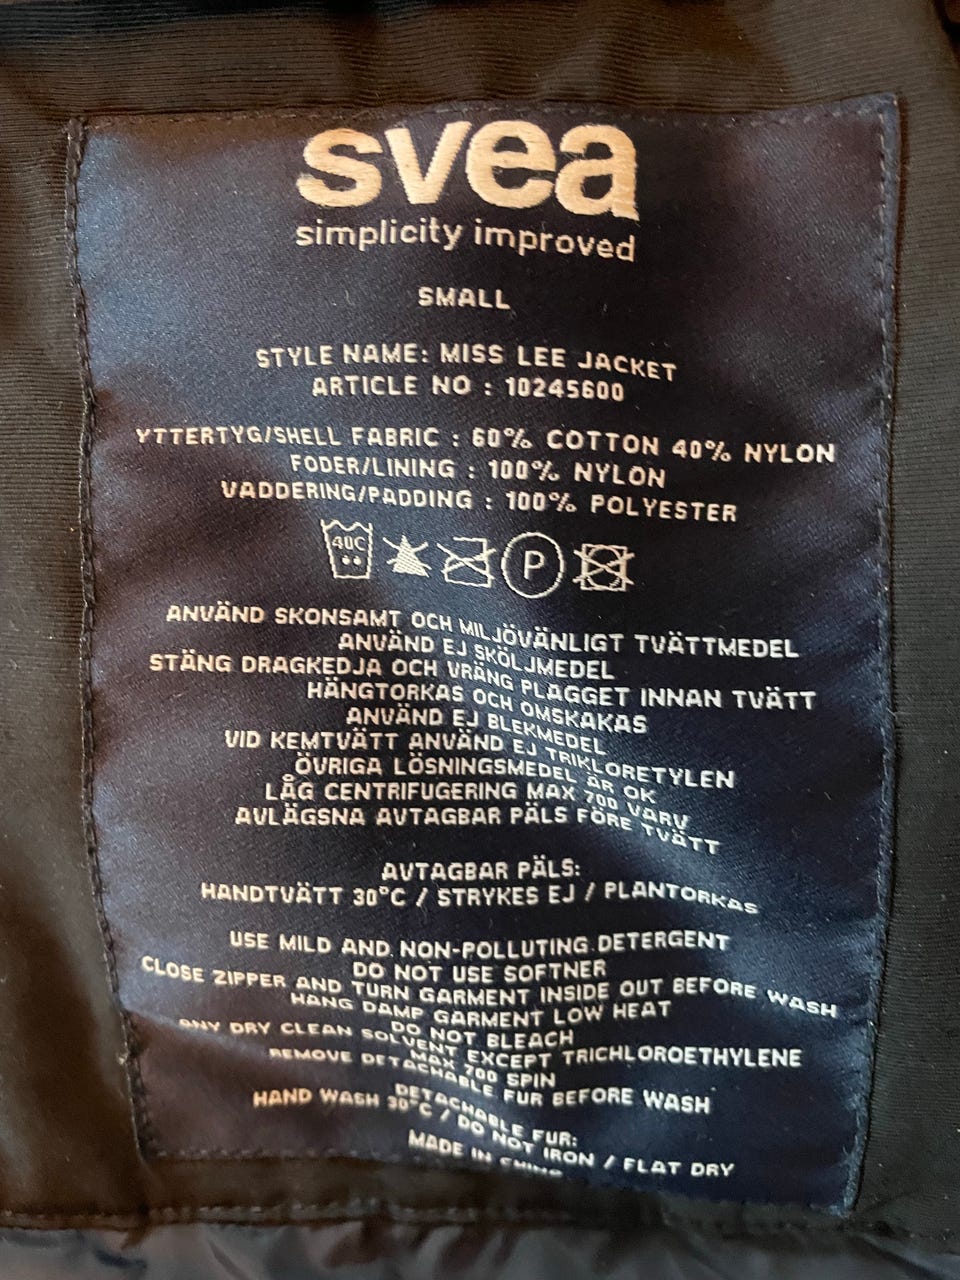 svea
simplicity improved
SMALL
STYLE NAME: MISS LEE JACKET
ARTICLE NO : 10245600
YTTERTYG/SHELL FABRIC : 60% COTTON 40% NYLON
FODER/LINING : 100% NYLON
VADDERING/PADDING : 100% POLYESTER
40C P
ANVÄND SKONSAMT OCH MILJÖVÄNLIGT TVÄTTMEDEL
ANVÄND EJ SKÖLJMEDEL
STÄNG DRAGKEDJA OCH VRÄNG PLAGGET INNAN TVÄTT
HÄNGTORKAS OCH OMSKAKAS
ANVÄND EJ BLEKMEDEL
VID KEMTVÄTT ANVÄND EJ TRIKLORETYLEN
ÖVRIGA LÖSNINGSMEDEL ÄR OK
LÅG CENTRIFUGERING MAX 700 VARV
AVLÄGSNA AVTAGBAR PÄLS FÖRE TVÄTT
AVTAGBAR PÄLS:
HANDTVÄTT 30°C / STRYKES EJ / PLANTORKAS
USE MILD AND NON-POLLUTING DETERGENT
DO NOT USE SOFTNER
CLOSE ZIPPER AND TURN GARMENT INSIDE OUT BEFORE WASH
HANG DAMP GARMENT LOW HEAT
DO NOT BLEACH
ANY DRY CLEAN SOLVENT EXCEPT TRICHLOROETHYLENE
MAX 700 SPIN
REMOVE DETACHABLE FUR BEFORE WASH
DETACHABLE FUR:
HAND WASH 30°C / DO NOT IRON / FLAT DRY
MADE IN CHINA